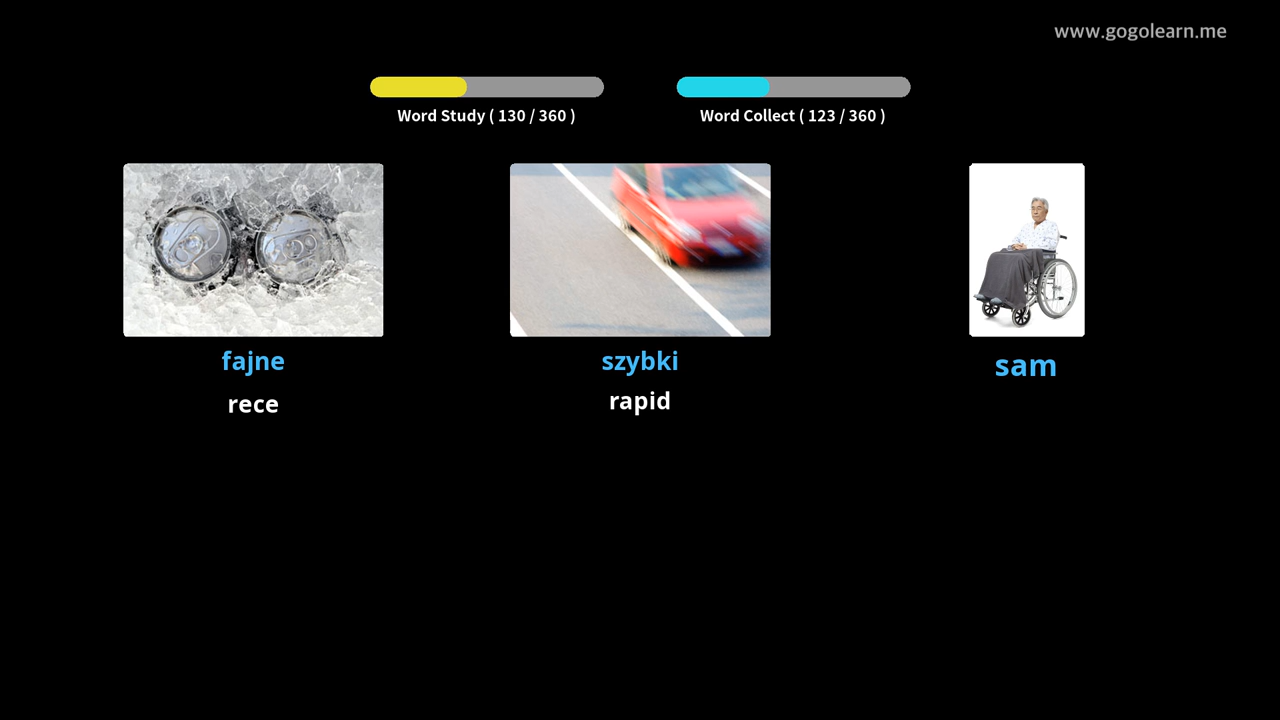 www.gogolearn.me
Word Study ( 130 / 360 )
Word Collect ( 123 / 360 )
fajne
szybki
sam
rece
rapid